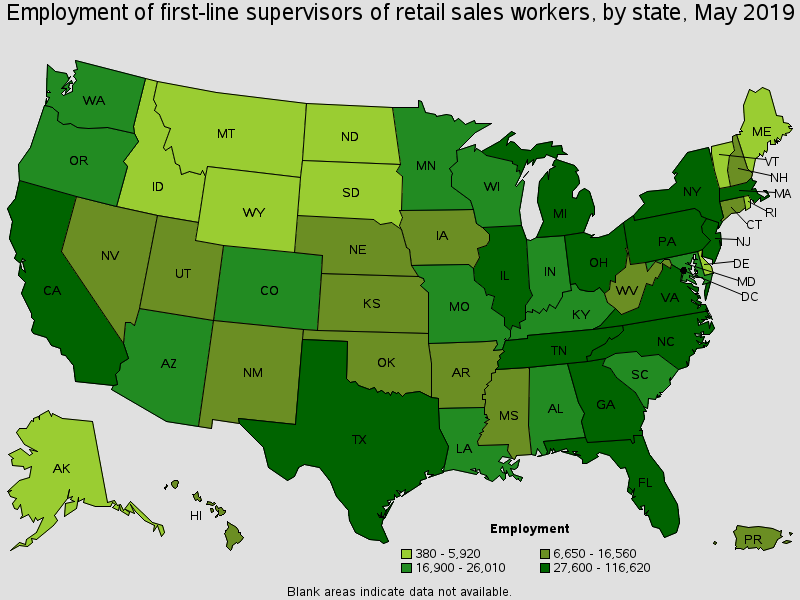 Employment of first-line supervisors of retail sales workers, by state, May 2019
WA
MT
ND
MN
ME
OR
ID
SD
WI
VT
NH
WY
MI
NY
MA
RI
CT
IA
NV
NE
PA
NJ
UT
IL
IN
OH
DE
CA
CO
MD
WV
VA
DC
KS
MO
KY
NC
TN
AZ
NM
OK
AR
SC
MS
AL
GA
TX
LA
AK
FL
HI
PR
Employment
380 - 5,920
6,650 - 16,560
16,900 - 26,010
27,600 - 116,620
Blank areas indicate data not available.